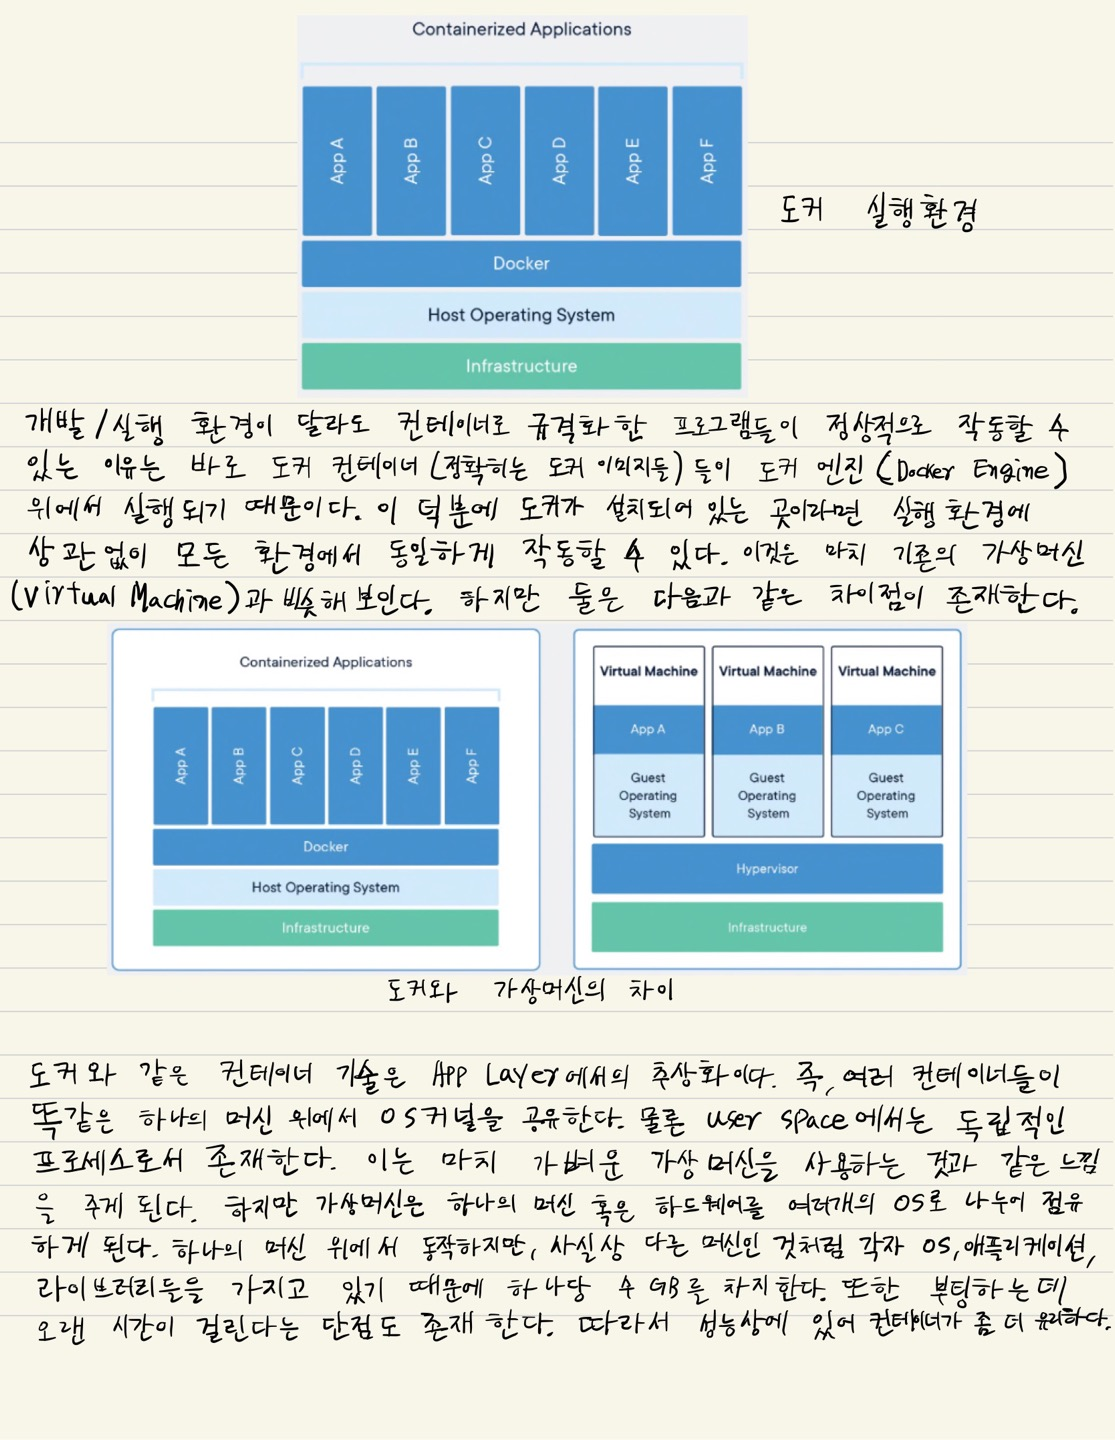 Containerized Applications
App A App B App C App D App E App F
도커 실행환경
Docker
Host Operating System
Infrastructure
개발/실행 환경이 달라도 컨테이너로 규격화한 프로그램들이 정상적으로 작동할 수
있는 이유는 바로 도커 컨테이너(정확히는 도커 이미지들)들이 도커 엔진(Docker Engine)
위에서 실행되기 때문이다. 이 덕분에 도커가 설치되어 있는 곳이라면 실행 환경에
상관없이 모든 환경에서 동일하게 작동할 수 있다. 이것은 마치 기존의 가상머신
(Virtual Machine)과 비슷해 보인다. 하지만 둘은 다음과 같은 차이점이 존재한다.
Containerized Applications
App A App B App C App D App E App F
Docker
Host Operating System
Infrastructure
Virtual Machine Virtual Machine Virtual Machine
App A App B App C
Guest Guest Guest
Operating Operating Operating
System System System
Hypervisor
Infrastructure
도커와 가상머신의 차이
도커와 같은 컨테이너 기술은 APP Layer에서의 추상화이다. 즉, 여러 컨테이너들이
똑같은 하나의 머신 위에서 OS커널을 공유한다. 물론 user space에서는 독립적인
프로세소로서 존재한다. 이는 마치 가벼운 가상머신을 사용하는 것과 같은 느낌
을 주게 된다. 하지만 가상머신은 하나의 머신 혹은 하드웨어를 여러개의 OS로 나누어 점유
하게 된다. 하나의 머신 위에서 동작하지만, 사실상 다른 머신인 것처럼 각자 OS, 애플리케이션,
라이브러리들을 가지고 있기 때문에 하나당 수 GB를 차지한다. 또한 부팅하는데
오랜 시간이 걸린다는 단점도 존재한다. 따라서 성능상에 있어 컨테이너가 좀 더 유리하다.